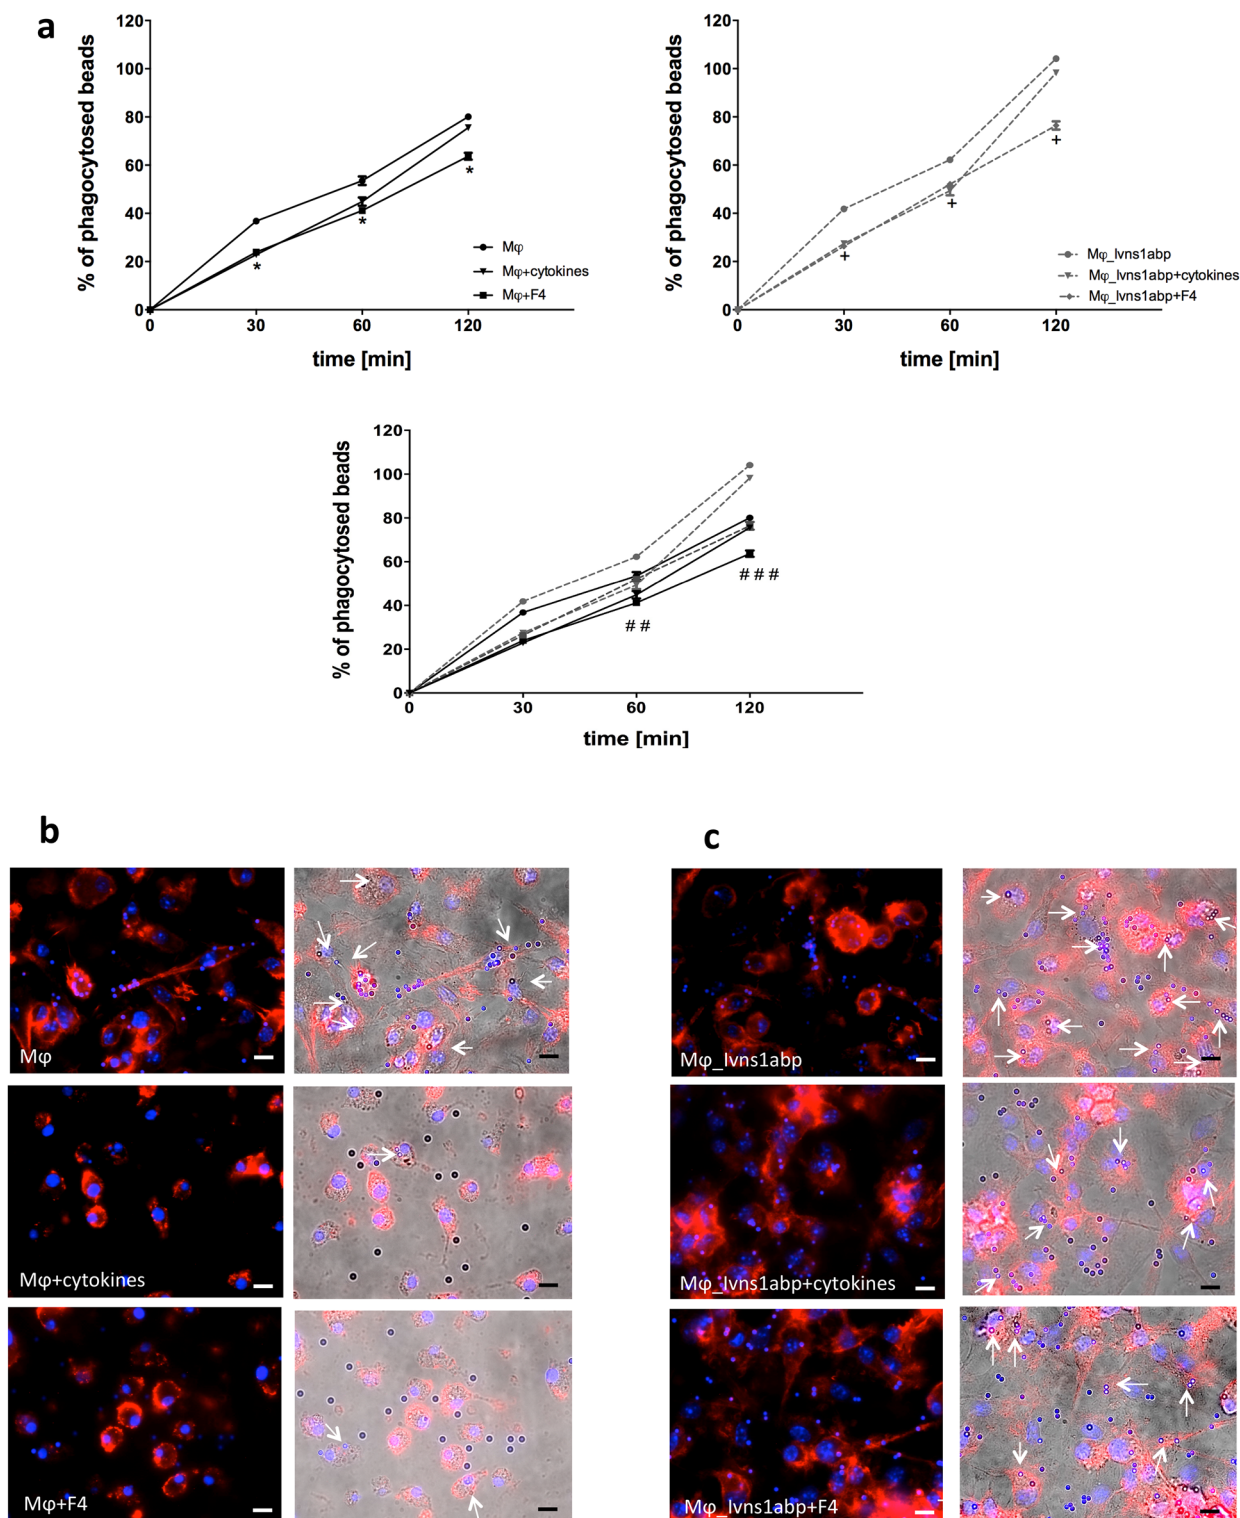 a
120
100
80
60
40
20
0
% of phagocytosed beads
0 30 60 120
time [min]
* * *
Mφ
Mφ+cytokines
Mφ+F4
120
100
80
60
40
20
0
% of phagocytosed beads
0 30 60 120
time [min]
+ + +
Mφ_Ivns1abp
Mφ_Ivns1abp+cytokines
Mφ_Ivns1abp+F4
120
100
80
60
40
20
0
% of phagocytosed beads
0 30 60 120
time [min]
# #
# # #
b
Mφ
Mφ+cytokines
Mφ+F4
c
Mφ_Ivns1abp
Mφ_Ivns1abp+cytokines
Mφ_Ivns1abp+F4